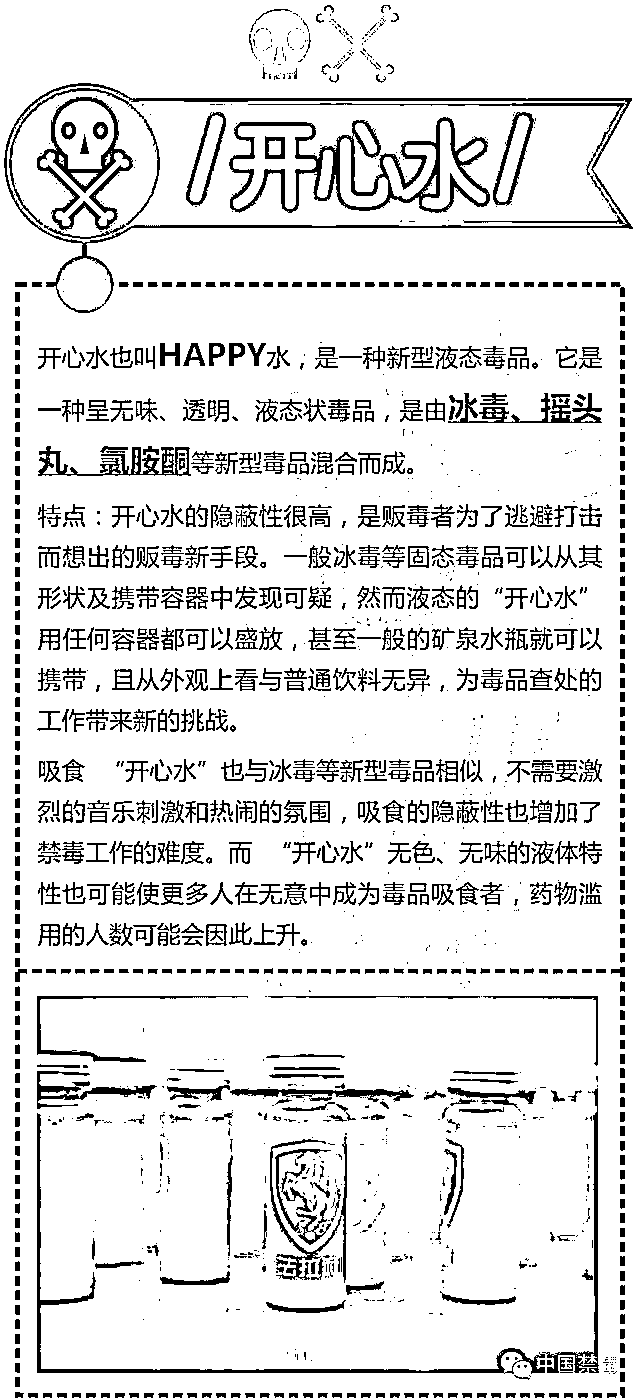 /开心水/
开心水也叫HAPPY水，是一种新型液态毒品。它是
一种呈无味、透明、液态状毒品，是由冰毒、摇头
丸、氯胺酮等新型毒品混合而成。
特点：开心水的隐蔽性很高，是贩毒者为了逃避打击
而想出的贩毒新手段。一般冰毒等固态毒品可以从其
形状及携带容器中发现可疑，然而液态的“开心水”
用任何容器都可以盛放，甚至一般的矿泉水瓶就可以
携带，且从外观上看与普通饮料无异，为毒品查处的
工作带来新的挑战。
吸食 “开心水”也与冰毒等新型毒品相似，不需要激
烈的音乐刺激和热闹的氛围，吸食的隐蔽性也增加了
禁毒工作的难度。而 “开心水”无色、无味的液体特
性也可能使更多人在无意中成为毒品吸食者，药物滥
用的人数可能会因此上升。
法拉利
中国禁毒